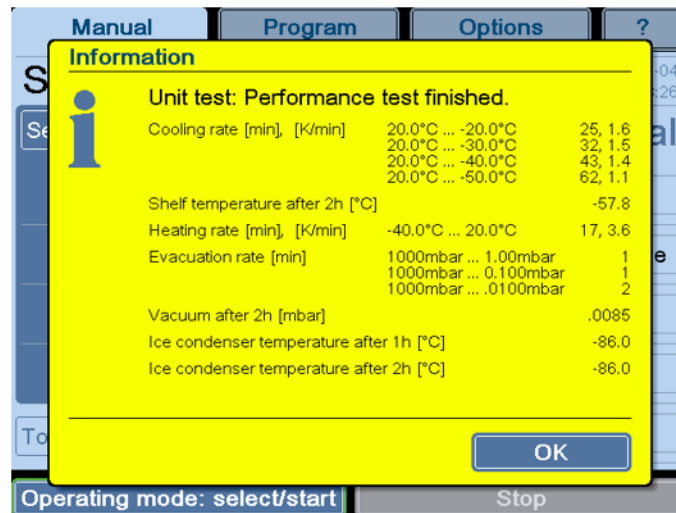 Manual Program Options ?
Information
Unit test: Performance test finished.
Cooling rate [min], [K/min] 20.0°C ... -20.0°C 25, 1.6
20.0°C ... -30.0°C 32, 1.5
20.0°C ... -40.0°C 43, 1.4
20.0°C ... -50.0°C 62, 1.1
Shelf temperature after 2h [°C] -57.8
Heating rate [min], [K/min] -40.0°C ... 20.0°C 17, 3.6
Evacuation rate [min] 1000mbar ... 1.00mbar 1
1000mbar ... 0.100mbar 1
1000mbar ... .0100mbar 2
Vacuum after 2h [mbar] .0085
Ice condenser temperature after 1h [°C] -86.0
Ice condenser temperature after 2h [°C] -86.0
OK
Operating mode: select/start Stop